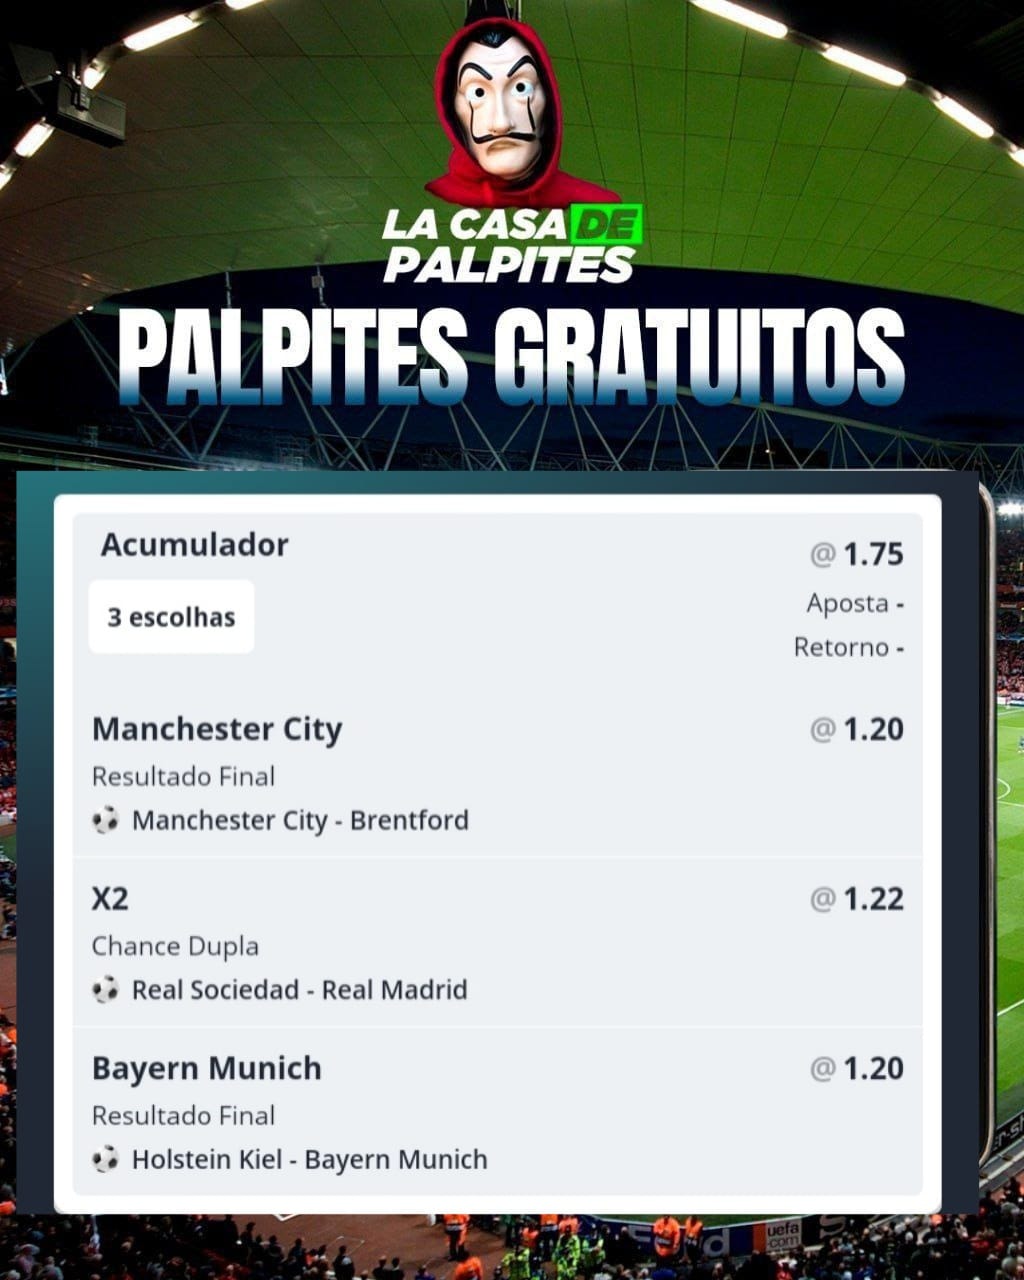 LA CASA DE
PALPITES
PALPITES GRATUITOS
Acumulador
@ 1.75
3 escolhas
Aposta -
Retorno -
Manchester City
@ 1.20
Resultado Final
Manchester City - Brentford
X2
@ 1.22
Chance Dupla
Real Sociedad - Real Madrid
Bayern Munich
@ 1.20
Resultado Final
Holstein Kiel - Bayern Munich
uefa
com